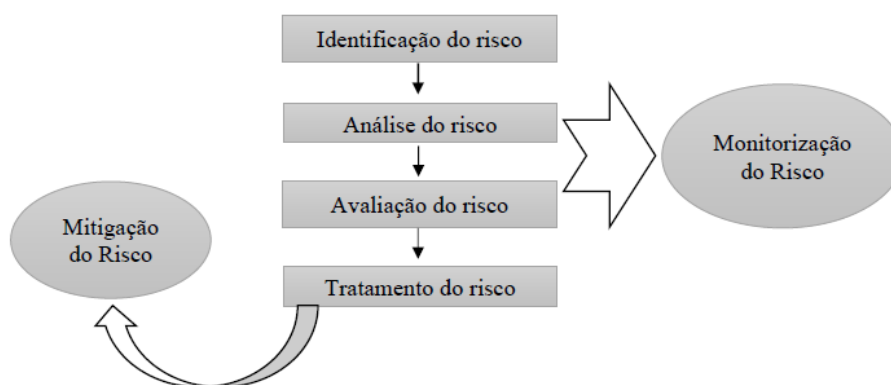 Identificação do risco
Análise do risco
Avaliação do risco
Tratamento do risco
Monitorização
do Risco
Mitigação
do Risco